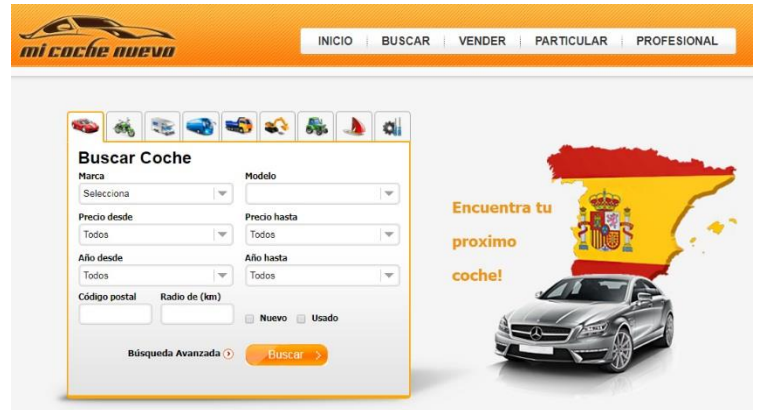 mi coche nuevo
INICIO BUSCAR VENDER PARTICULAR PROFESIONAL
Buscar Coche
Marca Modelo
Selecciona
Precio desde Precio hasta
Todos Todos
Año desde Año hasta
Todos Todos
Código postal Radio de (km)
Nuevo Usado
Búsqueda Avanzada Buscar
Encuentra tu
proximo
coche!